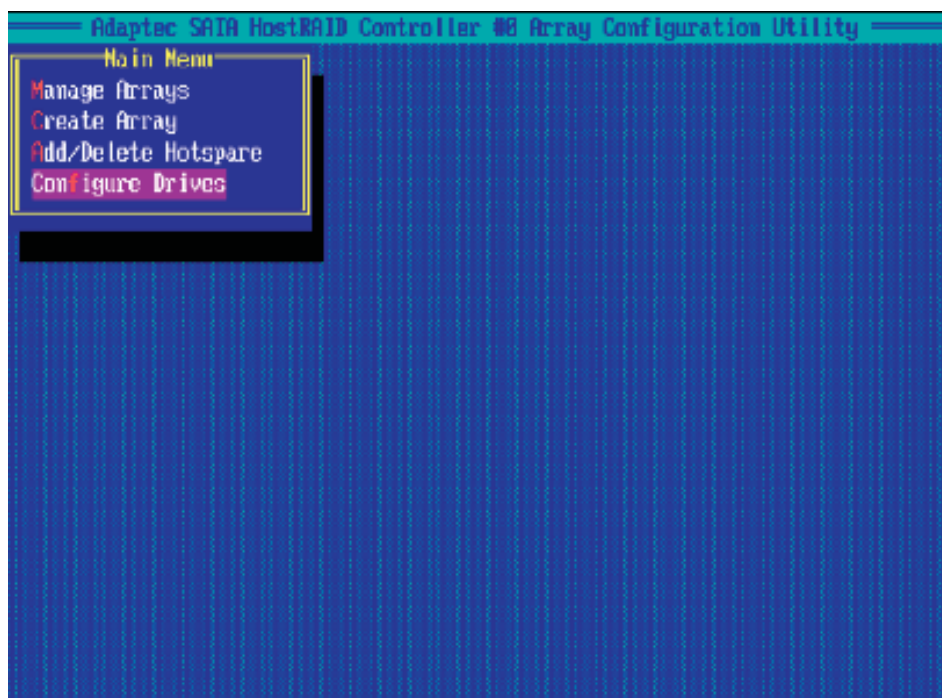 Adaptec SATA HostRAID Controller #0 Array Configuration Utility
Main Menu
Manage Arrays
Create Array
Add/Delete Hotspare
Configure Drives